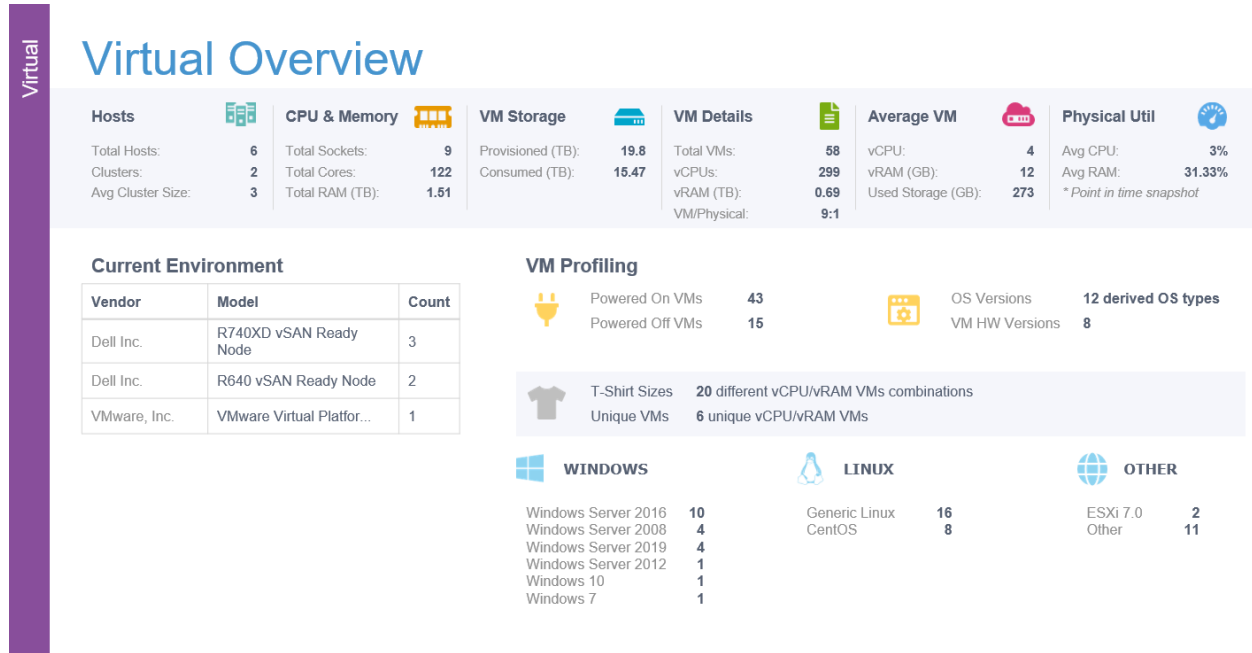 Virtual
Virtual Overview
Hosts
Total Hosts: 6
Clusters: 2
Avg Cluster Size: 3
CPU & Memory
Total Sockets: 9
Total Cores: 122
Total RAM (TB): 1.51
VM Storage
Provisioned (TB): 19.8
Consumed (TB): 15.47
VM Details
Total VMs: 58
vCPUs: 299
vRAM (TB): 0.69
VM/Physical: 9:1
Average VM
vCPU: 4
vRAM (GB): 12
Used Storage (GB): 273
Physical Util
Avg CPU: 3%
Avg RAM: 31.33%
* Point in time snapshot
Current Environment
Vendor Model Count
Dell Inc. R740XD vSAN Ready
Node 3
Dell Inc. R640 vSAN Ready Node 2
VMware, Inc. VMware Virtual Platfor... 1
VM Profiling
Powered On VMs 43
Powered Off VMs 15
OS Versions 12 derived OS types
VM HW Versions 8
T-Shirt Sizes 20 different vCPU/vRAM VMs combinations
Unique VMs 6 unique vCPU/vRAM VMs
WINDOWS
Windows Server 2016 10
Windows Server 2008 4
Windows Server 2019 4
Windows Server 2012 1
Windows 10 1
Windows 7 1
LINUX
Generic Linux 16
CentOS 8
OTHER
ESXi 7.0 2
Other 11